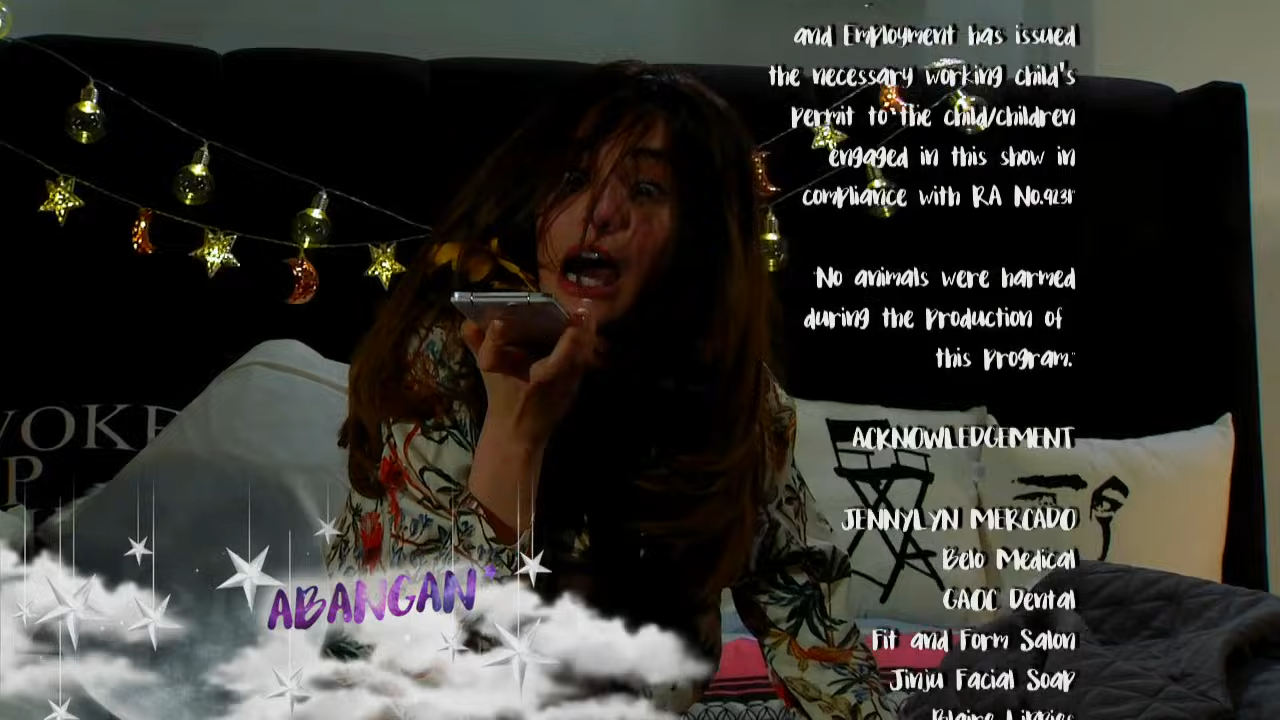 and Employment has issued
the necessary working child's
permit to the child/children
engaged in this show in
compliance with RA No.9231
No animals were harmed
during the production of
this program."
ACKNOWLEDGEMENT
JENNYLYN MERCADO
Belo Medical
GAOC Dental
Fit and Form Salon
Jinju Facial Soap
ABANGAN